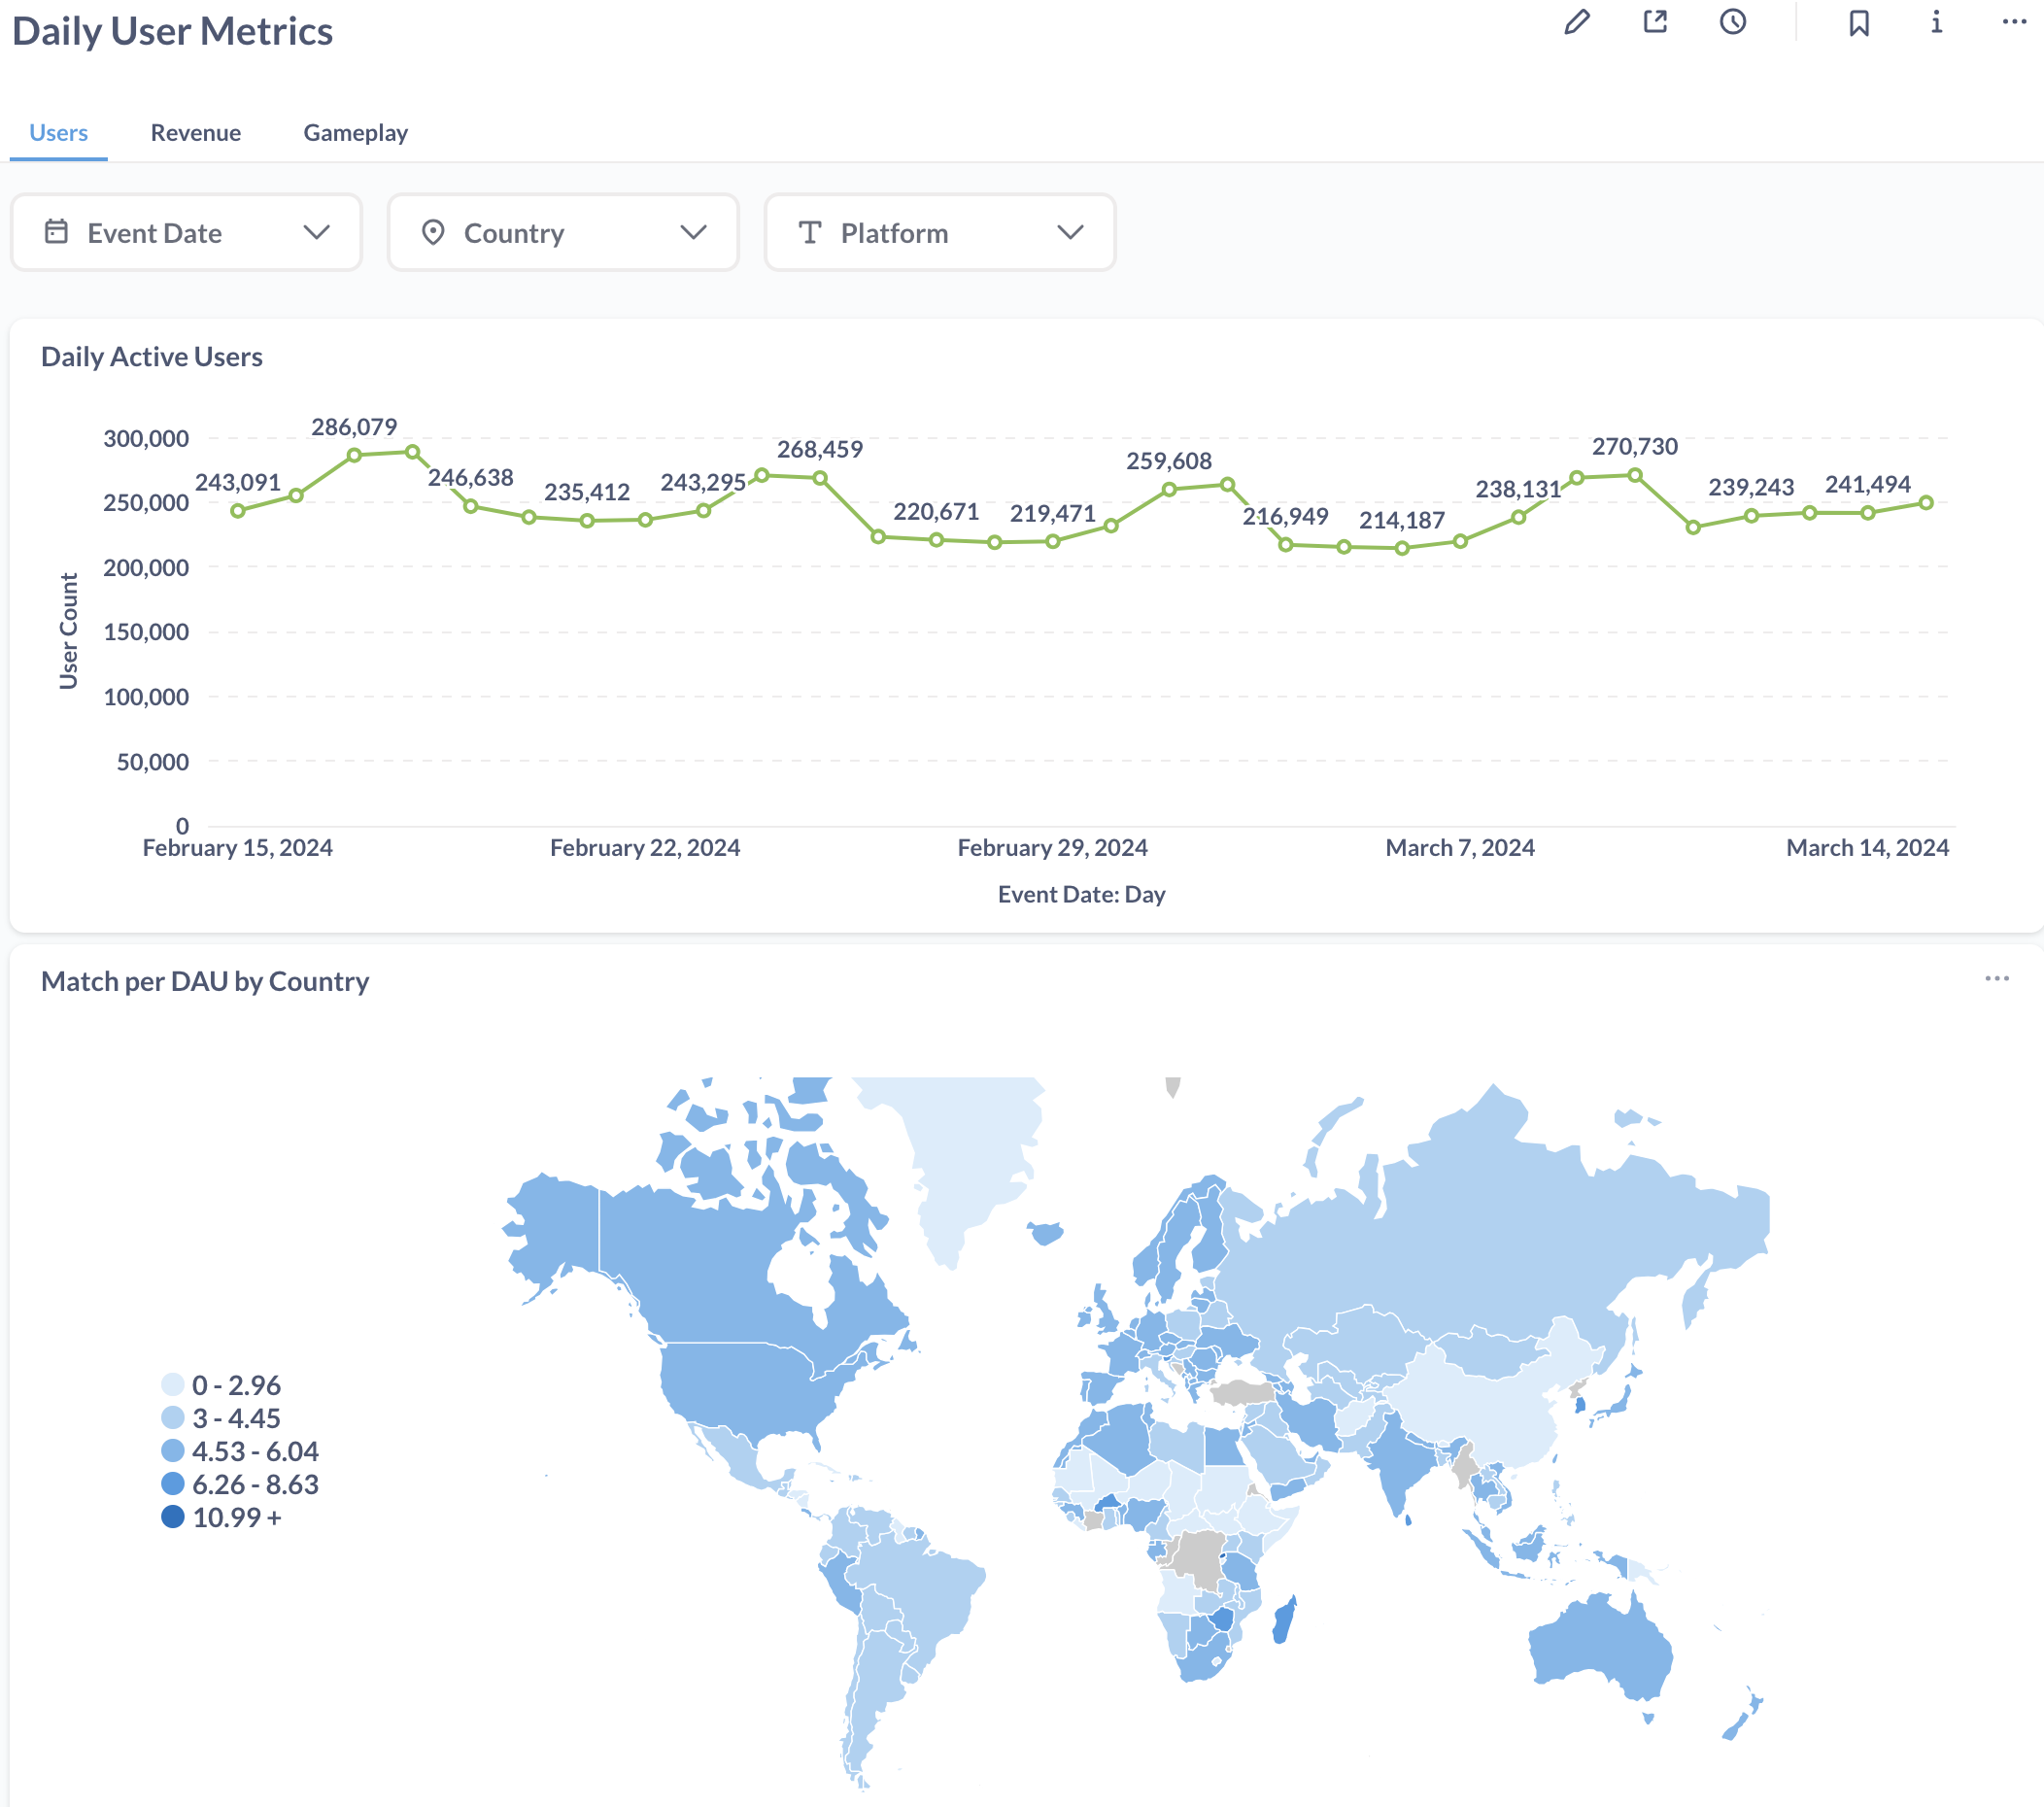 Daily User Metrics
Users Revenue Gameplay
Event Date Country Platform
Daily Active Users
User Count
300,000
250,000
200,000
150,000
100,000
50,000
0
243,091 286,079 246,638 235,412 243,295 268,459 220,671 219,471 259,608 216,949 214,187 238,131 270,730 239,243 241,494
February 15, 2024 February 22, 2024 February 29, 2024 March 7, 2024 March 14, 2024
Event Date: Day
Match per DAU by Country
0 - 2.96
3 - 4.45
4.53 - 6.04
6.26 - 8.63
10.99 +